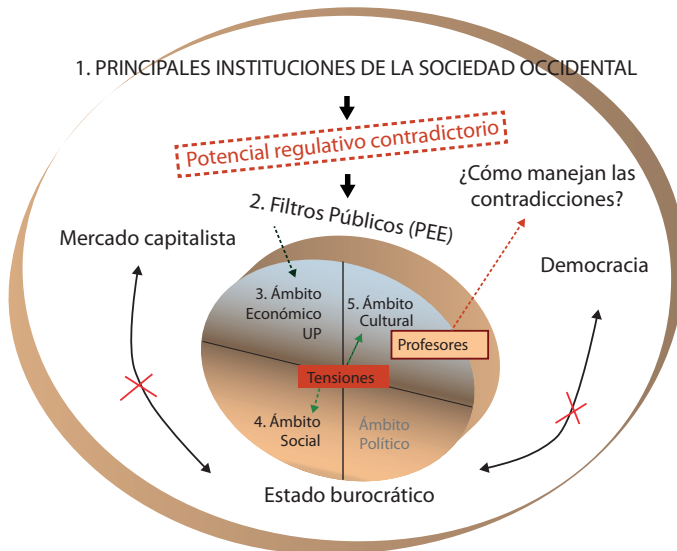 1. PRINCIPALES INSTITUCIONES DE LA SOCIEDAD OCCIDENTAL
Potencial regulativo contradictorio
¿Cómo manejan las
contradicciones?
2. Filtros Públicos (PEE)
Mercado capitalista
Democracia
3. Ámbito
Económico
UP
5. Ámbito
Cultural
Profesores
Tensiones
4. Ámbito
Social
Ámbito
Político
Estado burocrático